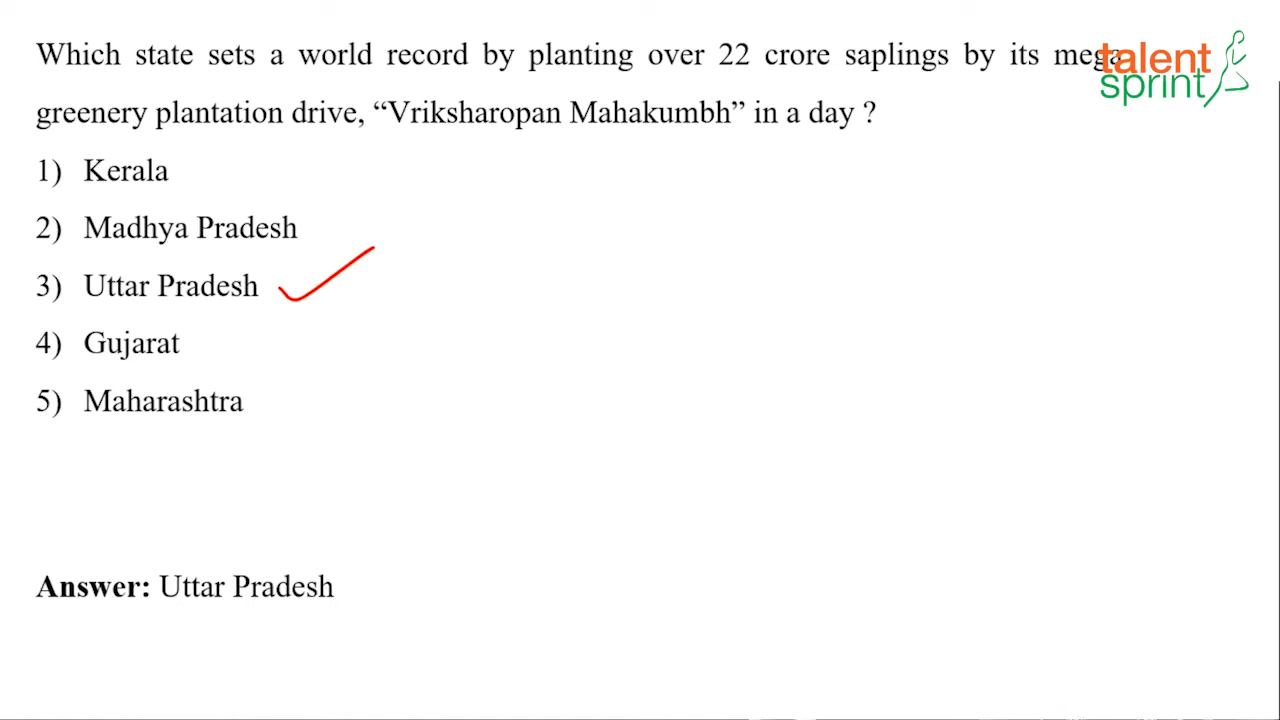 Which state sets a world record by planting over 22 crore saplings by its mega
greenery plantation drive, “Vriksharopan Mahakumbh” in a day ?
1) Kerala
2) Madhya Pradesh
3) Uttar Pradesh
4) Gujarat
5) Maharashtra
Answer: Uttar Pradesh
talent
sprint